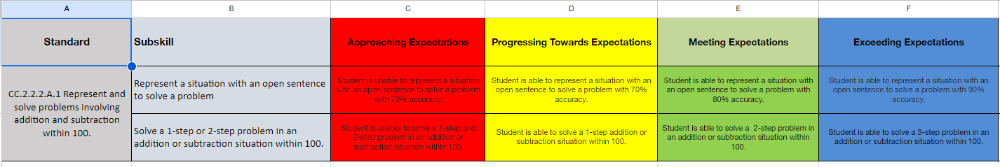 A B C D E F
Standard Subskill Approaching Expectations Progressing Towards Expectations Meeting Expectations Exceeding Expectations
CC.2.2.2.A.1 Represent and
solve problems involving
addition and subtraction
within 100.
Represent a situation with an open sentence
to solve a problem
Student is unable to represent a situation
with an open sentence to solve a problem
with 70% accuracy.
Student is able to represent a situation with an
open sentence to solve a problem with 70%
accuracy.
Student is able to represent a situation with
an open sentence to solve a problem with
80% accuracy.
Student is able to represent a situation with an
open sentence to solve a problem with 90%
accuracy.
Solve a 1-step or 2-step problem in an
addition or subtraction situation within 100.
Student is unable to solve a 1-step and
2-step problem in an addition or
subtraction situation within 100.
Student is able to solve a 1-step addition or
subtraction situation within 100.
Student is able to solve a 2-step problem in
an addition or subtraction situation within
100.
Student is able to solve a 3-step problem in an
addition or subtraction situation within 100.